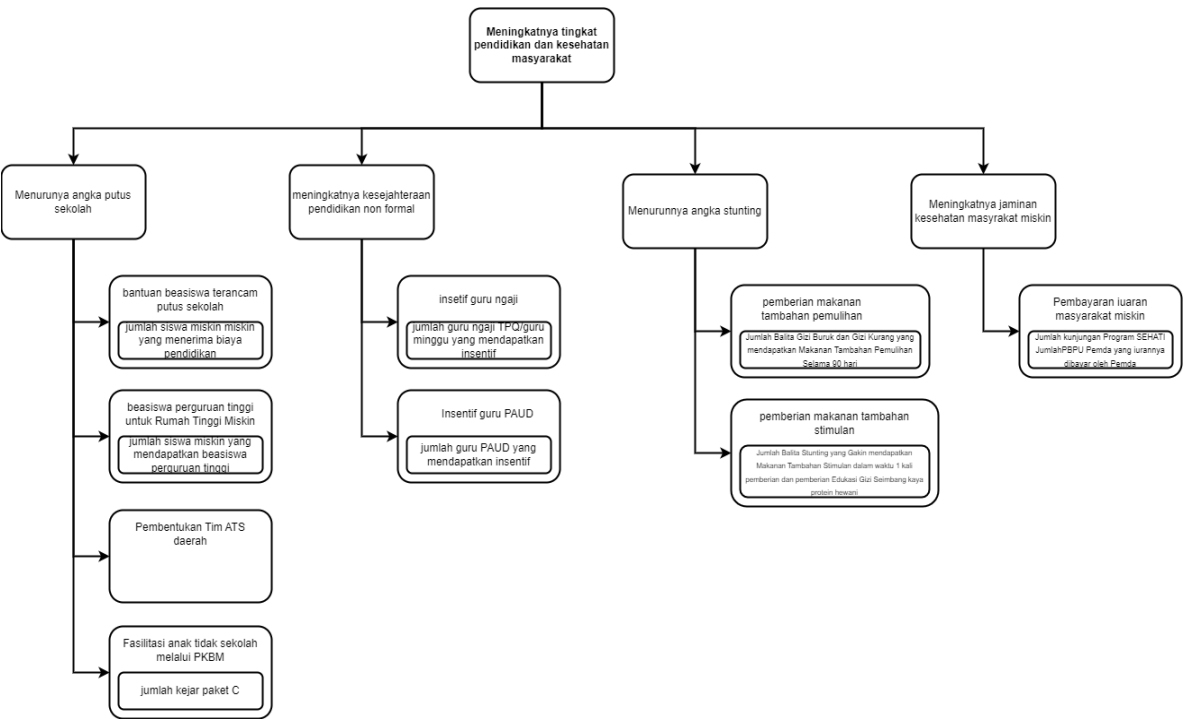 Meningkatnya tingkat
pendidikan dan kesehatan
masyarakat
Menurunya angka putus
sekolah
meningkatnya kesejahteraan
pendidikan non formal
Menurunnya angka stunting
Meningkatnya jaminan
kesehatan masyrakat miskin
bantuan beasiswa terancam
putus sekolah
jumlah siswa miskin miskin
yang menerima biaya
pendidikan
beasiswa perguruan tinggi
untuk Rumah Tinggi Miskin
jumlah siswa miskin yang
mendapatkan beasiswa
perguruan tinggi
Pembentukan Tim ATS
daerah
Fasilitasi anak tidak sekolah
melalui PKBM
jumlah kejar paket C
insetif guru ngaji
jumlah guru ngaji TPQ/guru
minggu yang mendapatkan
insentif
Insentif guru PAUD
jumlah guru PAUD yang
mendapatkan insentif
pemberian makanan
tambahan pemulihan
Jumlah Balita Gizi Buruk dan Gizi Kurang yang
mendapatkan Makanan Tambahan Pemulihan
Selama 90 hari
pemberian makanan tambahan
stimulan
Jumlah Balita Stunting yang Gakin mendapatkan
Makanan Tambahan Stimulan dalam waktu 1 kali
pemberian dan pemberian Edukasi Gizi Seimbang kaya
protein hewani
Pembayaran iuaran
masyarakat miskin
Jumlah kunjungan Program SEHATI
JumlahPBPU Pemda yang iurannya
dibayar oleh Pemda